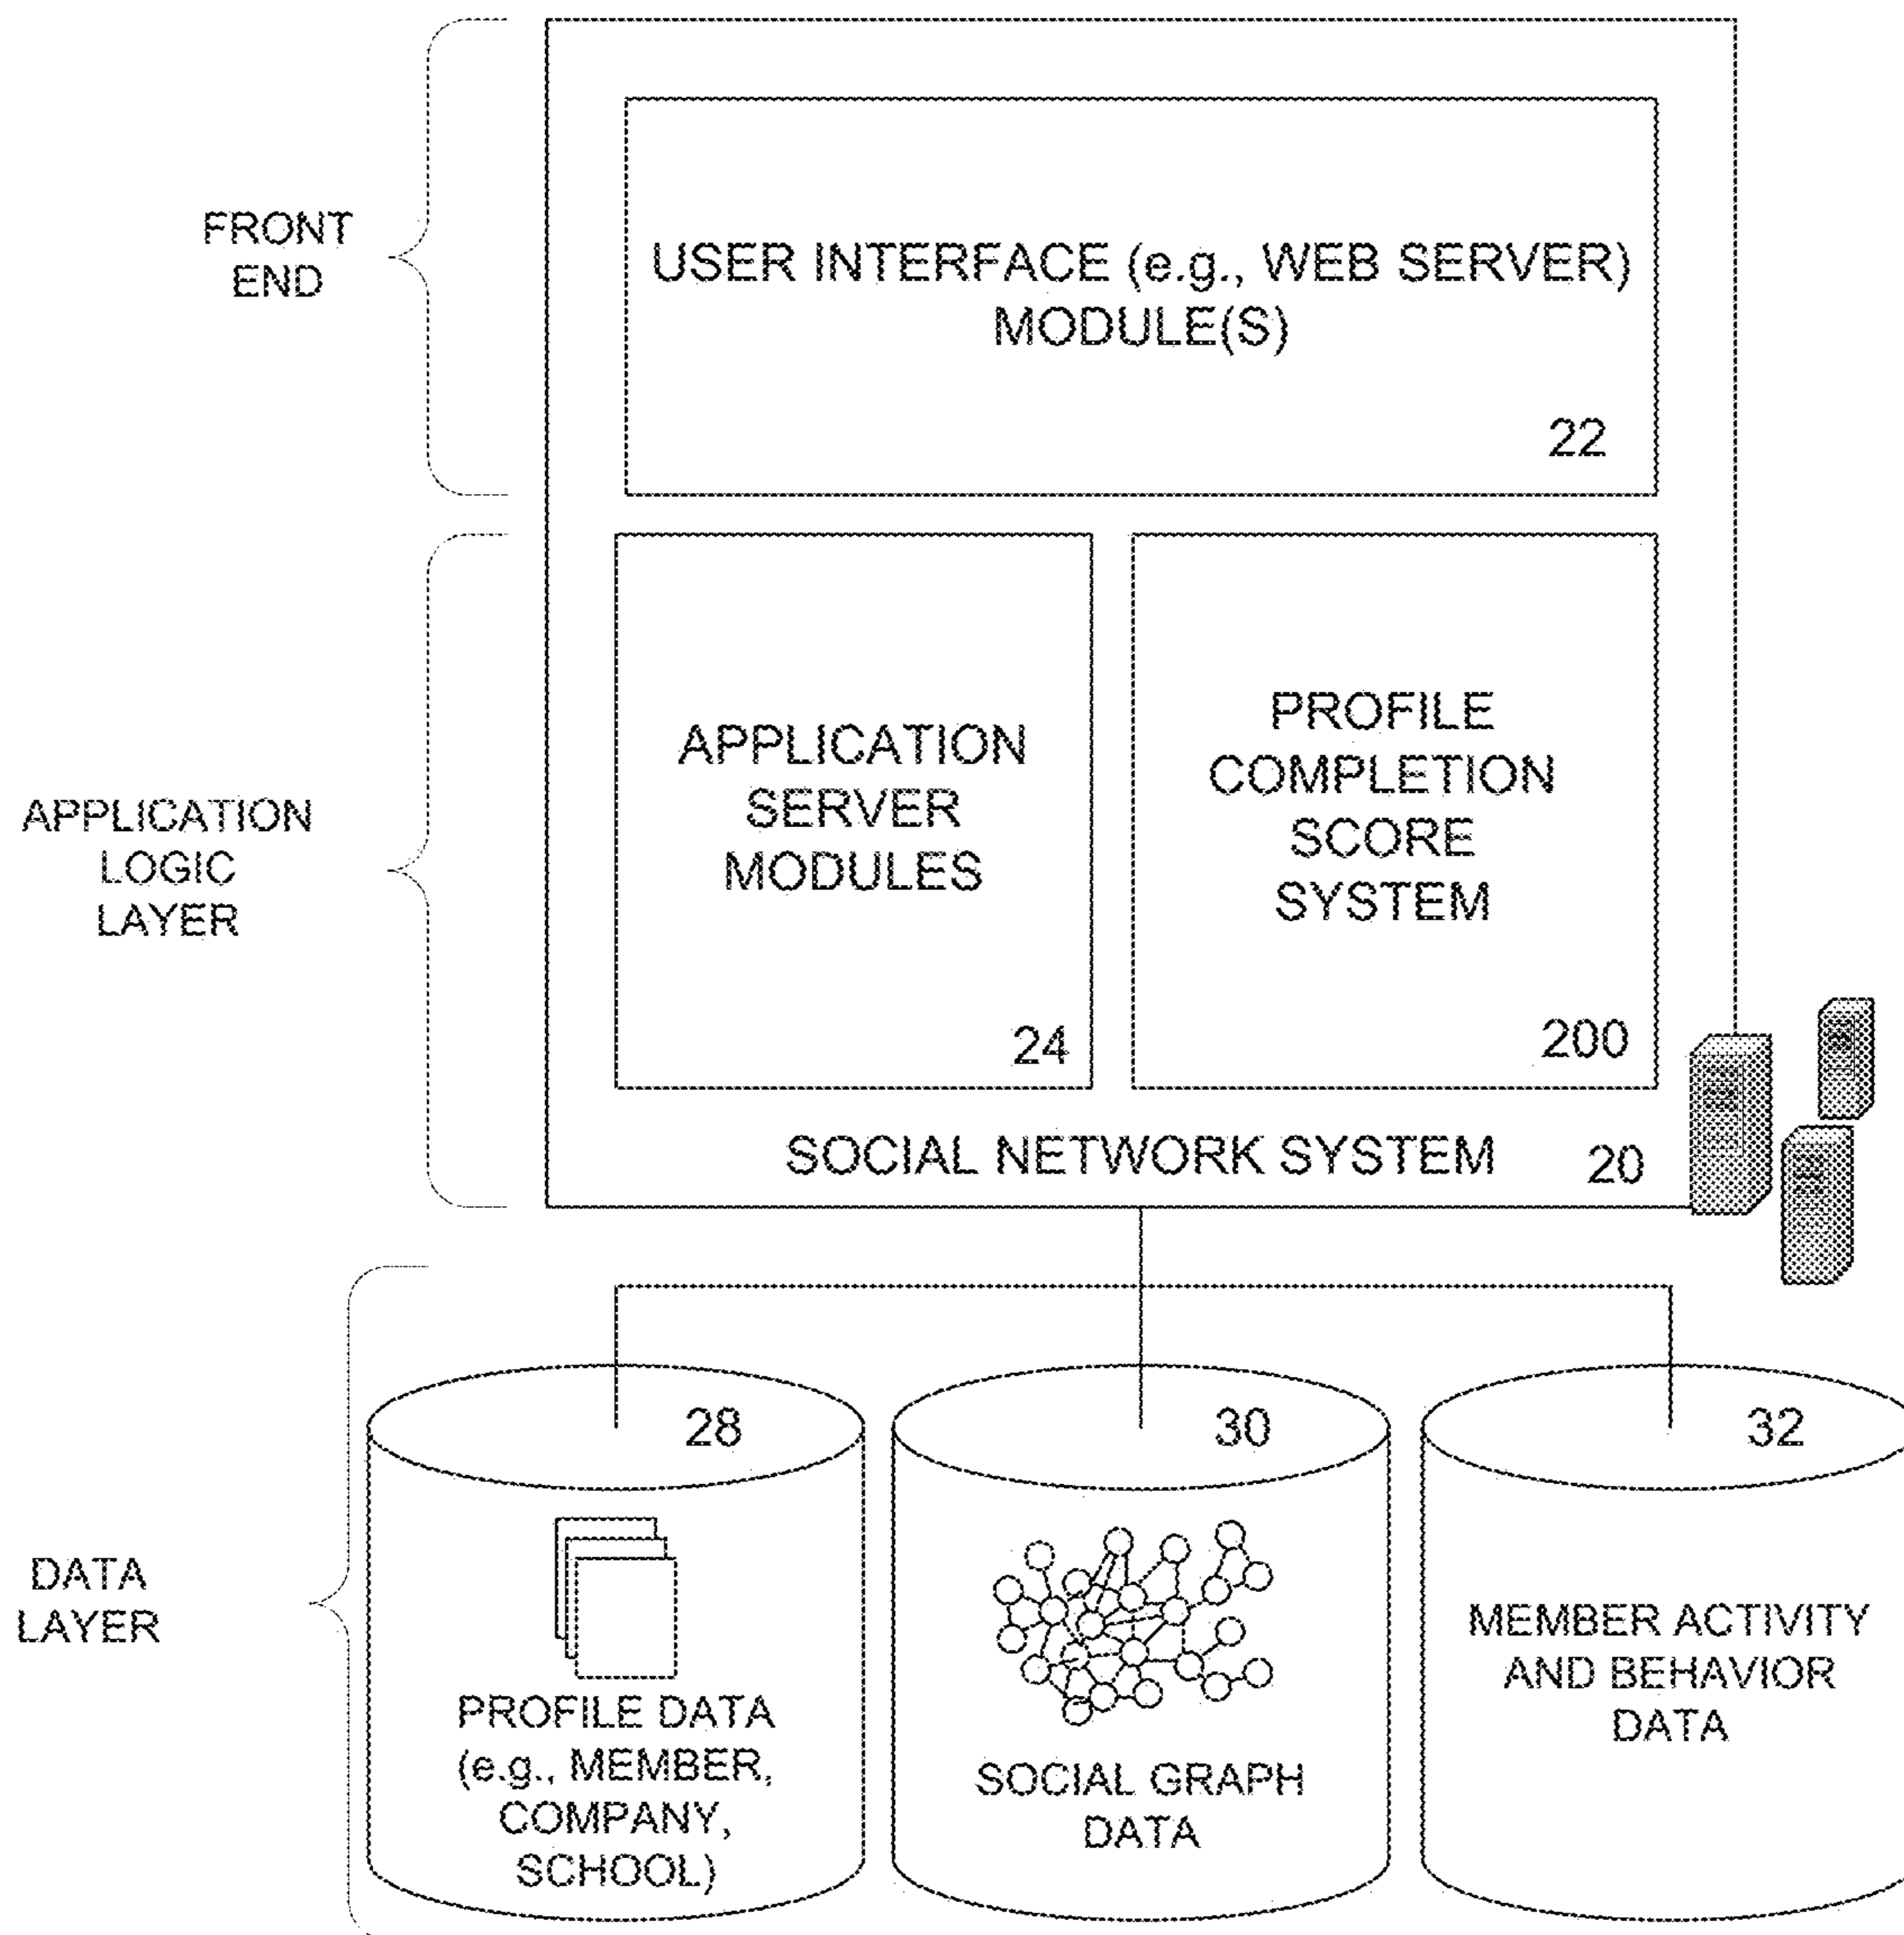 FRONT
END
USER INTERFACE (e.g., WEB SERVER)
MODULE(S)
22
APPLICATION
LOGIC
LAYER
APPLICATION
SERVER
MODULES
24
PROFILE
COMPLETION
SCORE
SYSTEM
200
SOCIAL NETWORK SYSTEM
20
DATA
LAYER
28
PROFILE DATA
(e.g., MEMBER,
COMPANY,
SCHOOL)
30
SOCIAL GRAPH
DATA
32
MEMBER ACTIVITY
AND BEHAVIOR
DATA